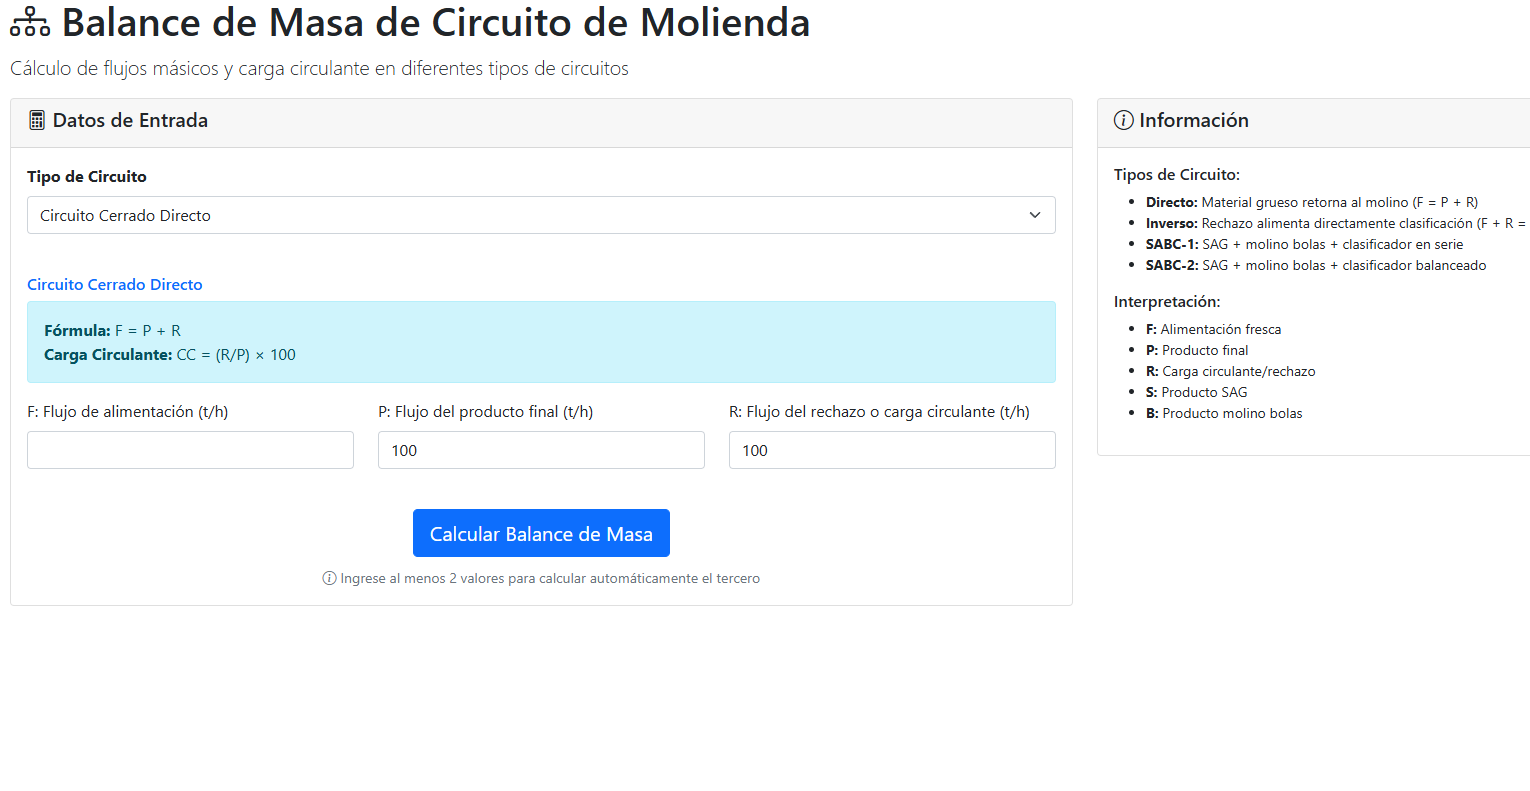 Balance de Masa de Circuito de Molienda
Cálculo de flujos másicos y carga circulante en diferentes tipos de circuitos
Datos de Entrada
Tipo de Circuito
Circuito Cerrado Directo
Circuito Cerrado Directo
Fórmula: F = P + R
Carga Circulante: CC = (R/P) × 100
F: Flujo de alimentación (t/h)
P: Flujo del producto final (t/h)
R: Flujo del rechazo o carga circulante (t/h)
100
100
Calcular Balance de Masa
Ingrese al menos 2 valores para calcular automáticamente el tercero
Información
Tipos de Circuito:
Directo: Material grueso retorna al molino (F = P + R)
Inverso: Rechazo alimenta directamente clasificación (F + R =
SABC-1: SAG + molino bolas + clasificador en serie
SABC-2: SAG + molino bolas + clasificador balanceado
Interpretación:
F: Alimentación fresca
P: Producto final
R: Carga circulante/rechazo
S: Producto SAG
B: Producto molino bolas